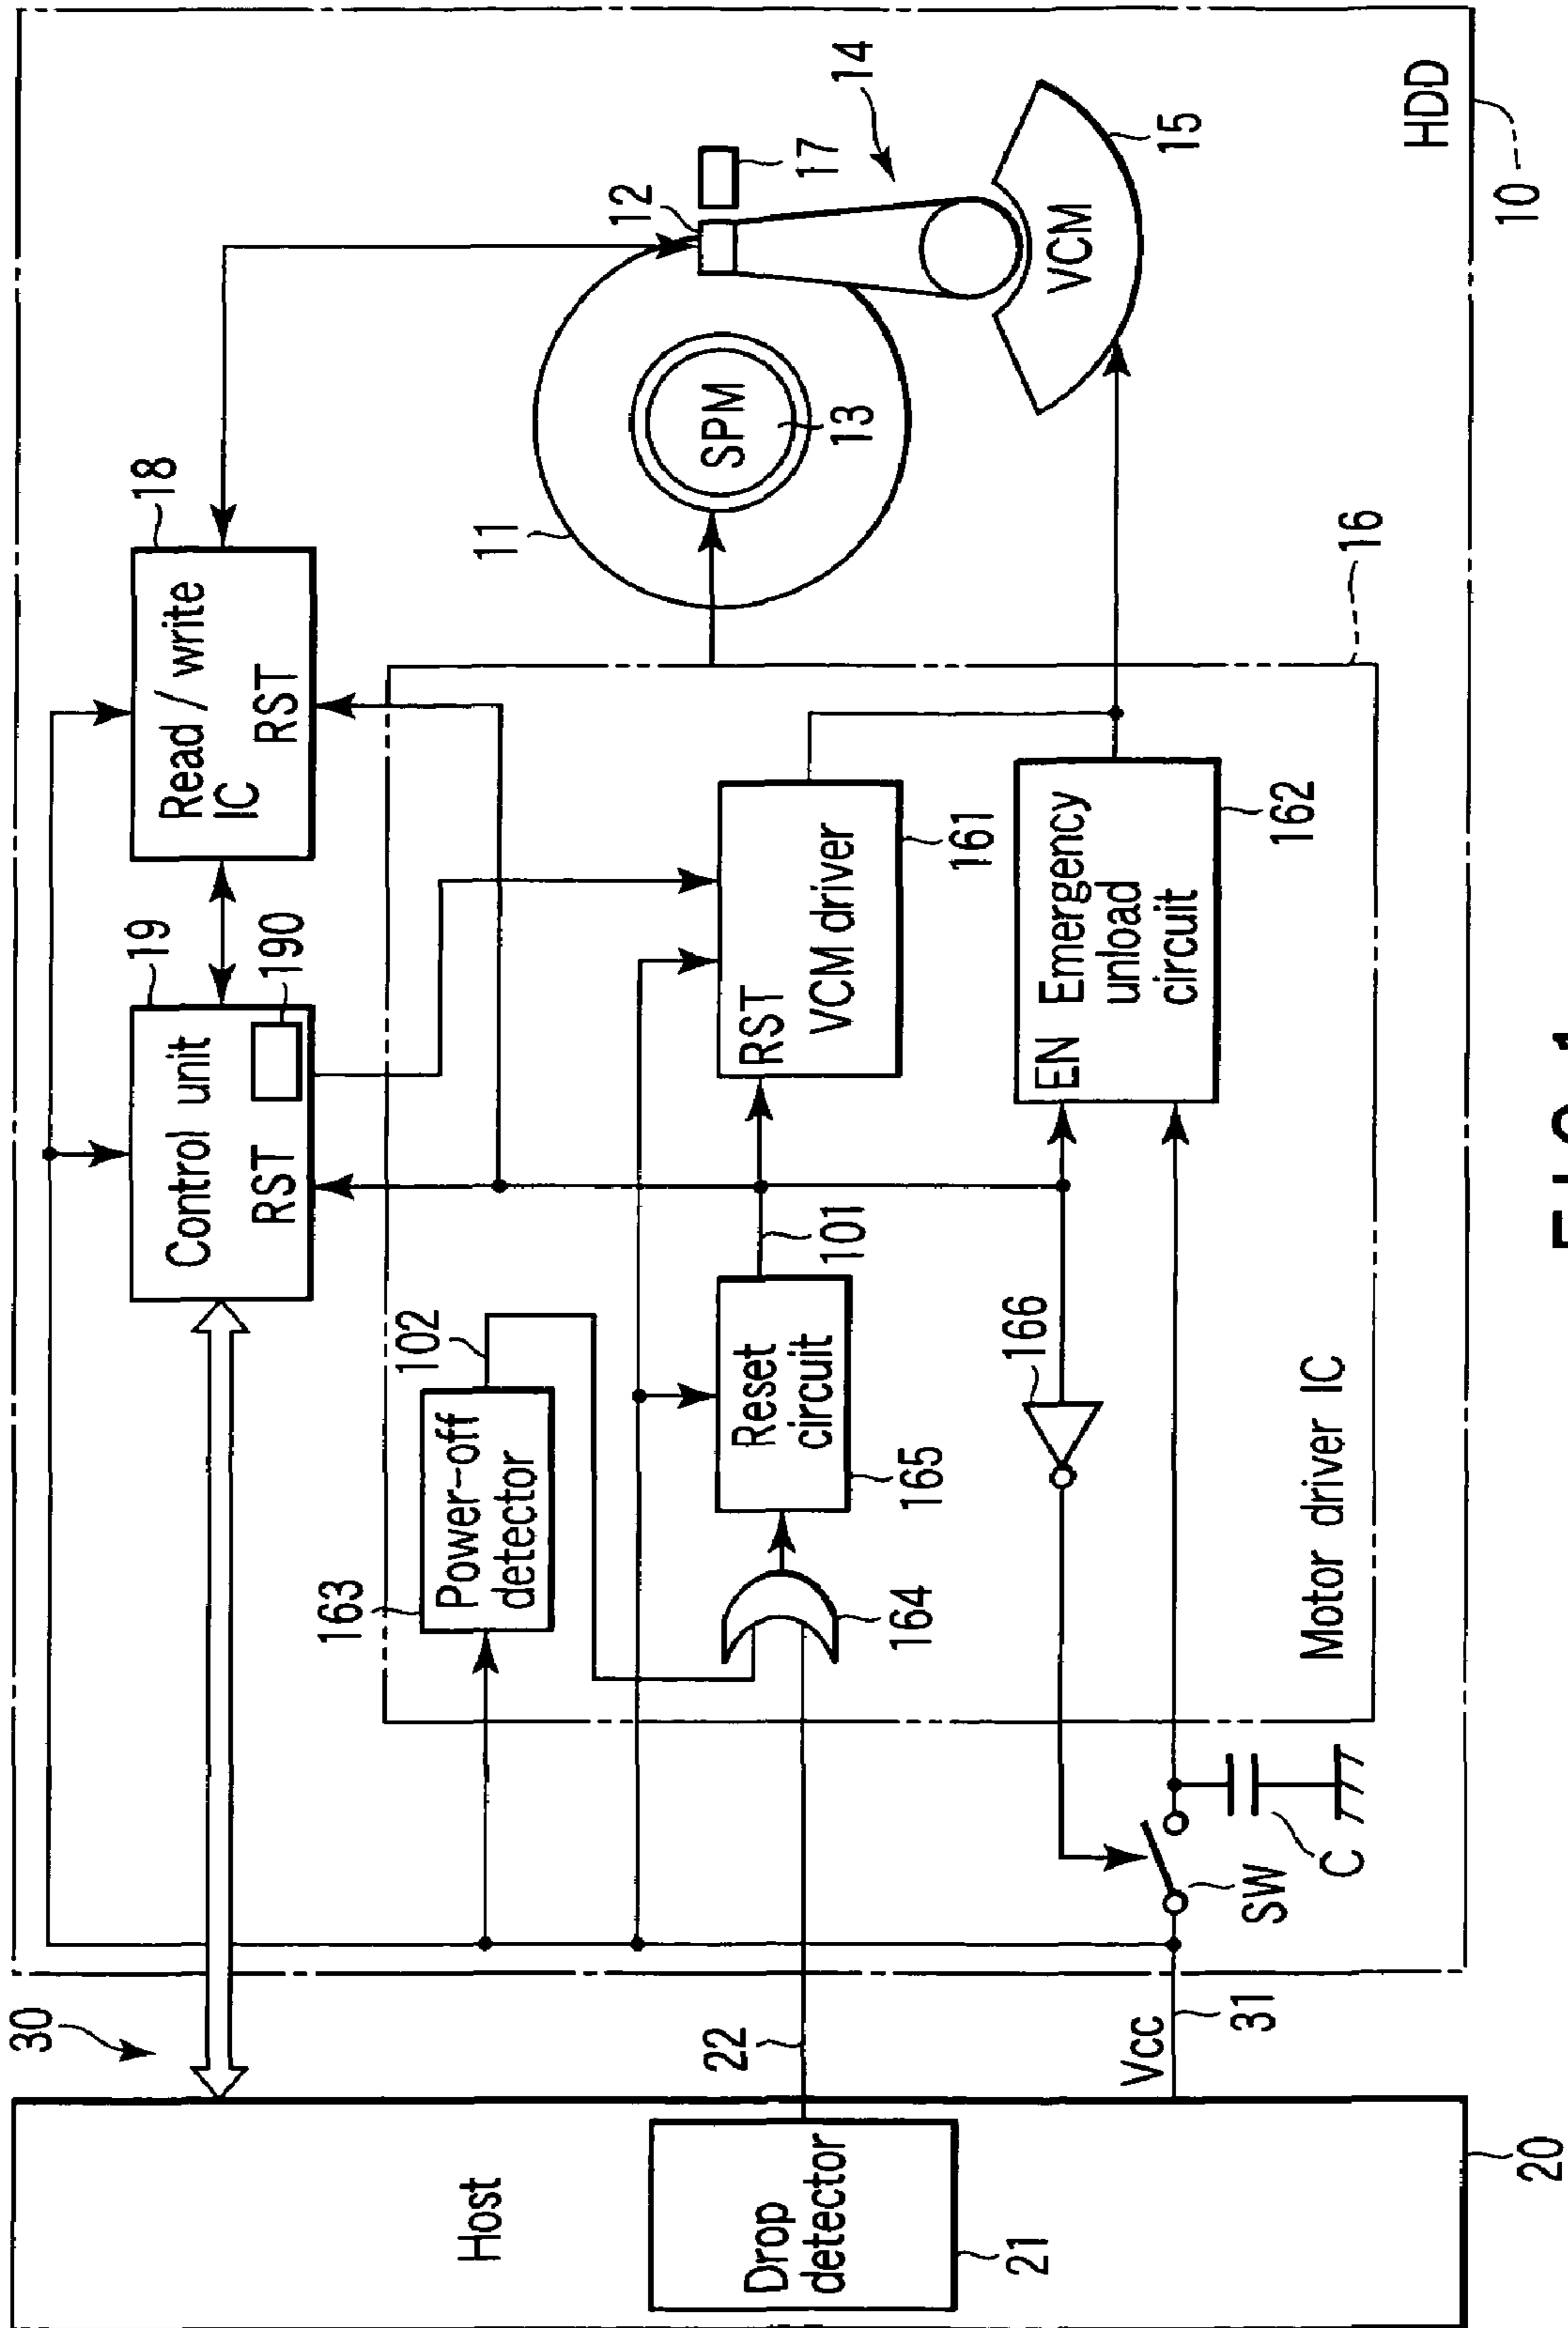 30
Host
Drop
detector
21
20
22
Vcc
31
SW
C
163
Power-off
detector
102
164
Reset
circuit
165
101
166
Motor driver IC
Control unit
RST
19
190
Read / write
IC
RST
18
RST
VCM driver
161
EN
Emergency
unload
circuit
162
16
11
SPM
13
12
17
14
VCM
15
HDD
10